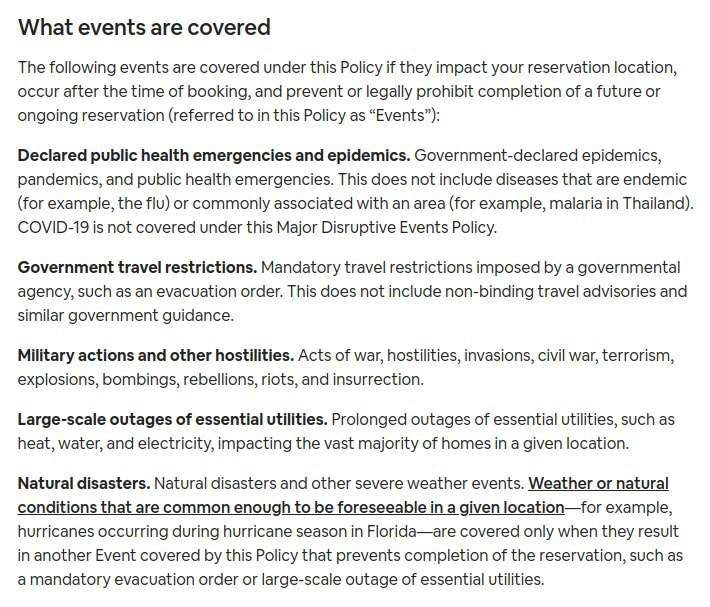 What events are covered
The following events are covered under this Policy if they impact your reservation location,
occur after the time of booking, and prevent or legally prohibit completion of a future or
ongoing reservation (referred to in this Policy as “Events”):
Declared public health emergencies and epidemics. Government-declared epidemics,
pandemics, and public health emergencies. This does not include diseases that are endemic
(for example, the flu) or commonly associated with an area (for example, malaria in Thailand).
COVID-19 is not covered under this Major Disruptive Events Policy.
Government travel restrictions. Mandatory travel restrictions imposed by a governmental
agency, such as an evacuation order. This does not include non-binding travel advisories and
similar government guidance.
Military actions and other hostilities. Acts of war, hostilities, invasions, civil war, terrorism,
explosions, bombings, rebellions, riots, and insurrection.
Large-scale outages of essential utilities. Prolonged outages of essential utilities, such as
heat, water, and electricity, impacting the vast majority of homes in a given location.
Natural disasters. Natural disasters and other severe weather events. Weather or natural
conditions that are common enough to be foreseeable in a given location—for example,
hurricanes occurring during hurricane season in Florida—are covered only when they result
in another Event covered by this Policy that prevents completion of the reservation, such as
a mandatory evacuation order or large-scale outage of essential utilities.